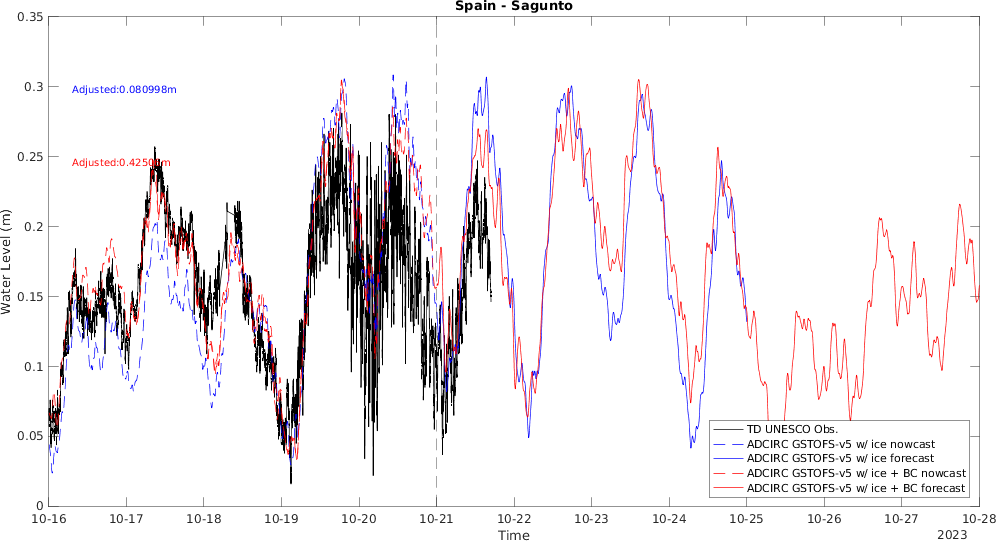 Spain - Sagunto
0.35
0.3
0.25
0.2
0.15
0.1
0.05
0
Water Level (m)
Adjusted:0.080998m
TD UNESCO Obs.
ADCIRC GSTOFS-v5 w/ ice nowcast
ADCIRC GSTOFS-v5 w/ ice forecast
ADCIRC GSTOFS-v5 w/ ice + BC nowcast
ADCIRC GSTOFS-v5 w/ ice + BC forecast
10-16 10-17 10-18 10-19 10-20 10-21 10-22 10-23 10-24 10-25 10-26 10-27 10-28
Time
2023